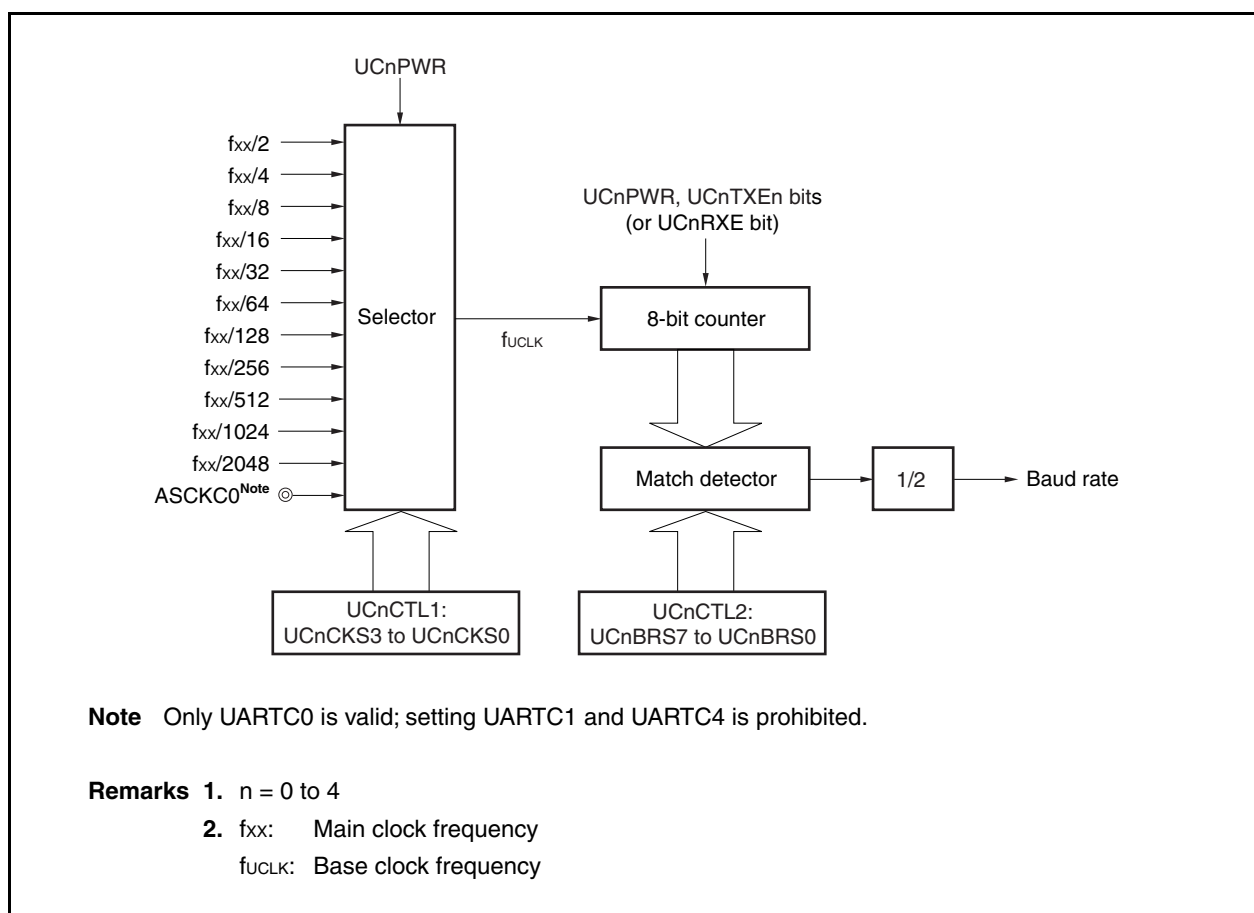 UCnPWR
fxx/2
fxx/4
fxx/8
fxx/16
fxx/32
fxx/64
fxx/128
fxx/256
fxx/512
fxx/1024
fxx/2048
ASCKC0Note
Selector
fUCLK
UCnPWR, UCnTXEn bits
(or UCnRXE bit)
8-bit counter
Match detector
1/2
Baud rate
UCnCTL1:
UCnCKS3 to UCnCKS0
UCnCTL2:
UCnBRS7 to UCnBRS0
Note Only UARTC0 is valid; setting UARTC1 and UARTC4 is prohibited.
Remarks 1. n = 0 to 4
2. fxx: Main clock frequency
fUCLK: Base clock frequency